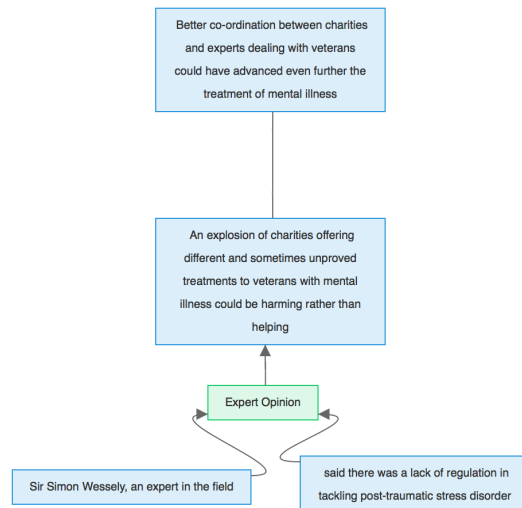 Better co-ordination between charities
and experts dealing with veterans
could have advanced even further the
treatment of mental illness
An explosion of charities offering
different and sometimes unproved
treatments to veterans with mental
illness could be harming rather than
helping
Expert Opinion
Sir Simon Wessely, an expert in the field
said there was a lack of regulation in
tackling post-traumatic stress disorder